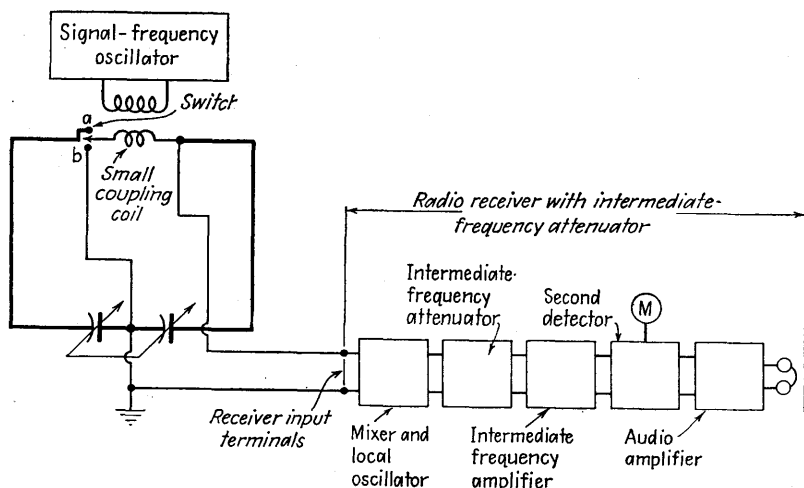 Signal-frequency
oscillator
a
Switch
b
Small
coupling
coil
Radio receiver with intermediate-
frequency attenuator
Intermediate-
frequency
attenuator
Second
detector
M
Receiver input
terminals
Mixer and
local
oscillator
Intermediate
frequency
amplifier
Audio
amplifier